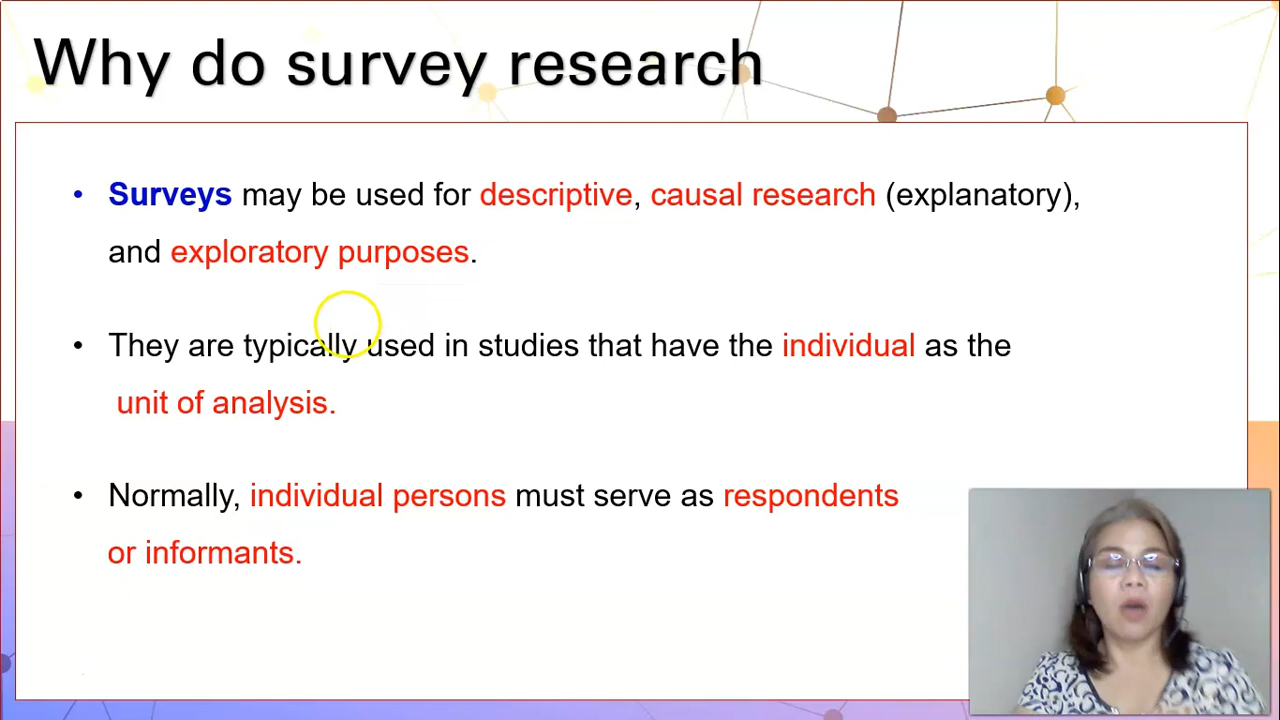 Why do survey research
• Surveys may be used for descriptive, causal research (explanatory),
and exploratory purposes.
• They are typically used in studies that have the individual as the
unit of analysis.
• Normally, individual persons must serve as respondents
or informants.